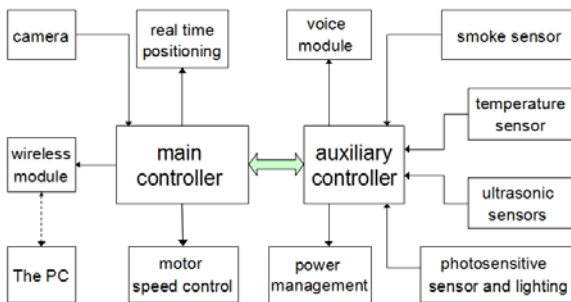 camera
real time
positioning
voice
module
smoke sensor
temperature
sensor
wireless
module
main
controller
auxiliary
controller
ultrasonic
sensors
The PC
motor
speed control
power
management
photosensitive
sensor and lighting